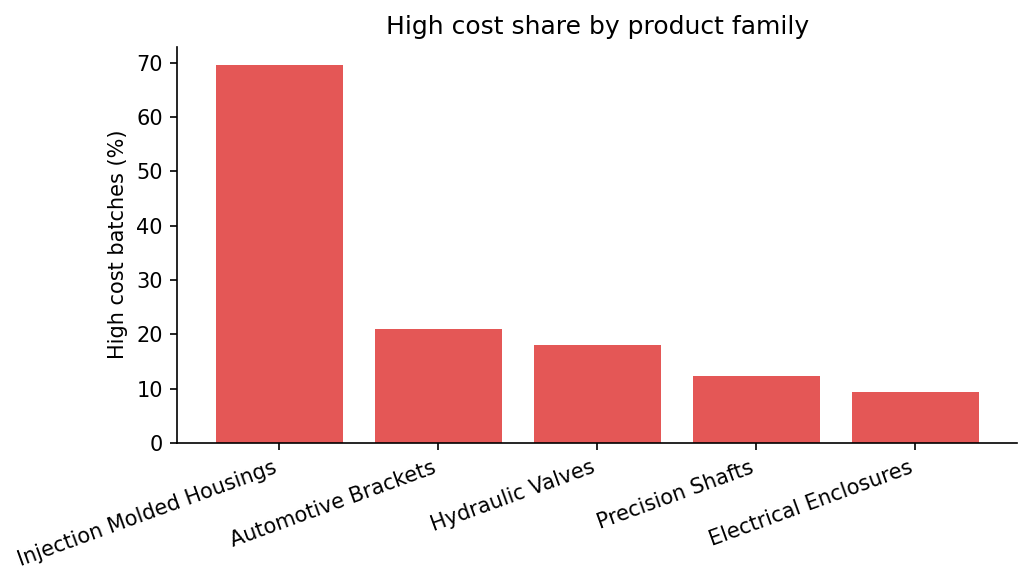 High cost share by product family
High cost batches (%)
70
60
50
40
30
20
10
0
Injection Molded Housings
Automotive Brackets
Hydraulic Valves
Precision Shafts
Electrical Enclosures